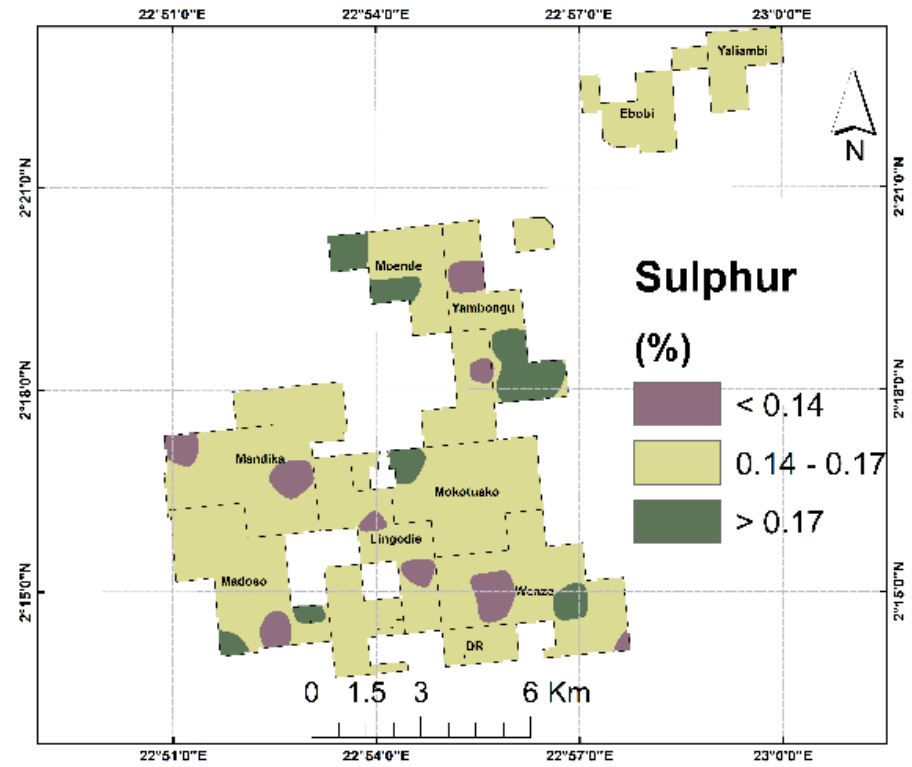 22°51'0"E 22°54'0"E 22°57'0"E 23°0'0"E
Yaliambi
Ebobi
N
2°21'0"N 2°21'0"N
Moende
Yambongu
Sulphur
(%)
< 0.14
0.14 - 0.17
> 0.17
2°18'0"N 2°18'0"N
Mandika
Mokotuako
Lingodie
Madoso
Weaze
2°15'0"N 2°15'0"N
DR
0 1.5 3 6 Km
22°51'0"E 22°54'0"E 22°57'0"E 23°0'0"E